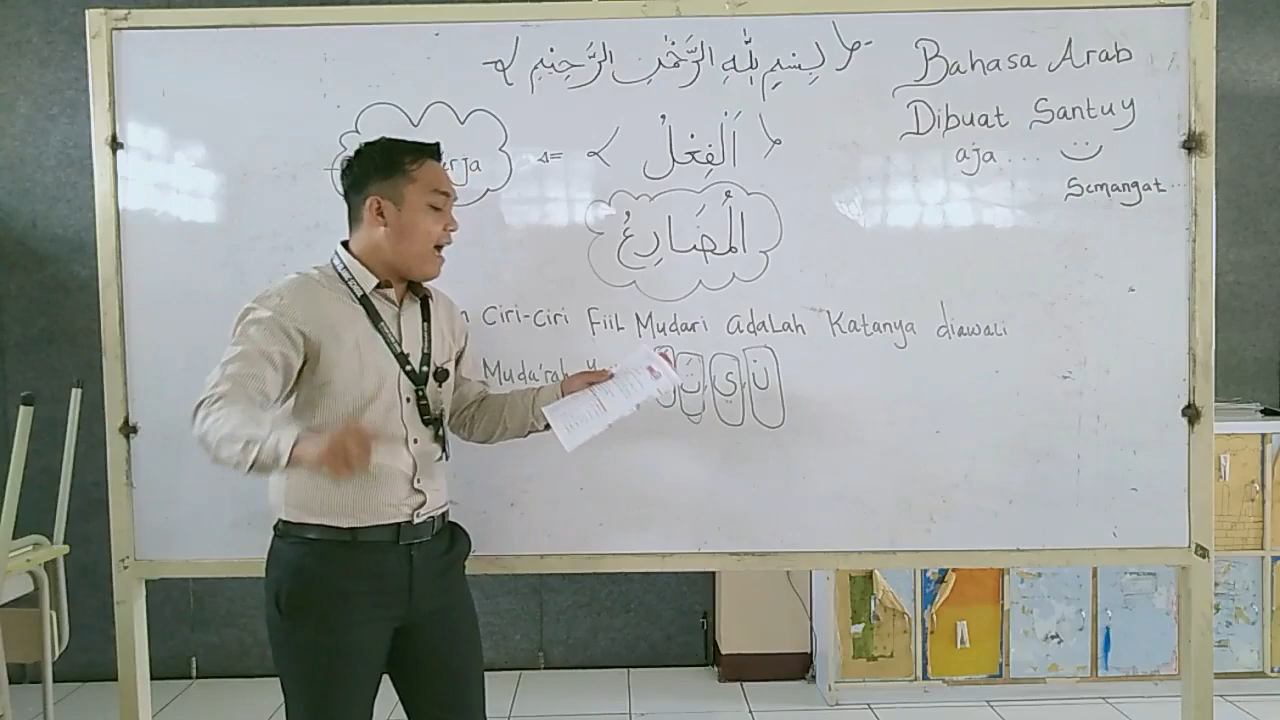 بِسْمِ اللّٰهِ الرَّحْمٰنِ الرَّحِيْمِ
Bahasa Arab
Dibuat Santuy
aja....
Semangat...
اَلْفِعْلُ
الْمُضَارِعُ
Ciri-Ciri Fiil Mudari adalah Katanya diawali
Muda'rah
ي ن